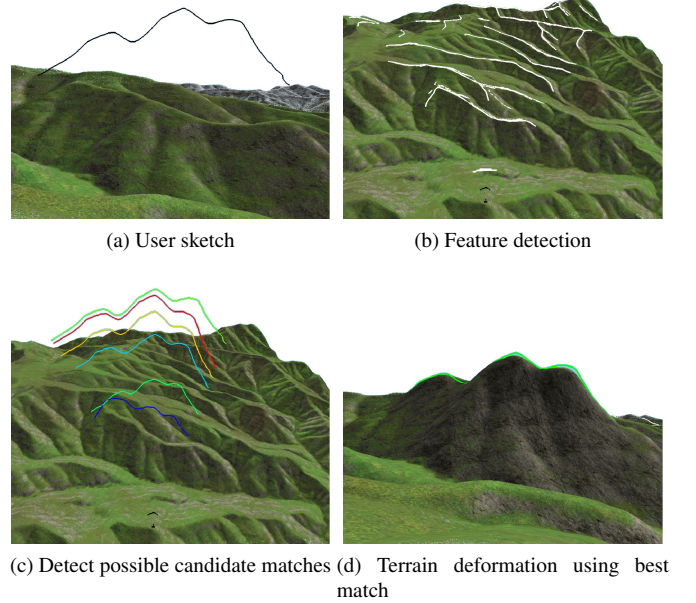 (a) User sketch
(b) Feature detection
(c) Detect possible candidate matches
(d) Terrain deformation using best
match